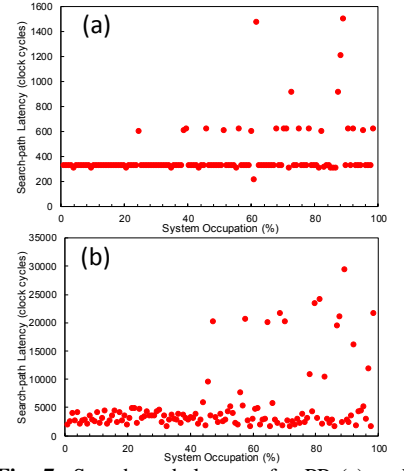 (a)
Search-path Latency (clock cycles)
1600
1400
1200
1000
800
600
400
200
0
0 20 40 60 80 100
System Occupation (%)
(b)
Search-path Latency (clock cycles)
35000
30000
25000
20000
15000
10000
5000
0
0 20 40 60 80 100
System Occupation (%)